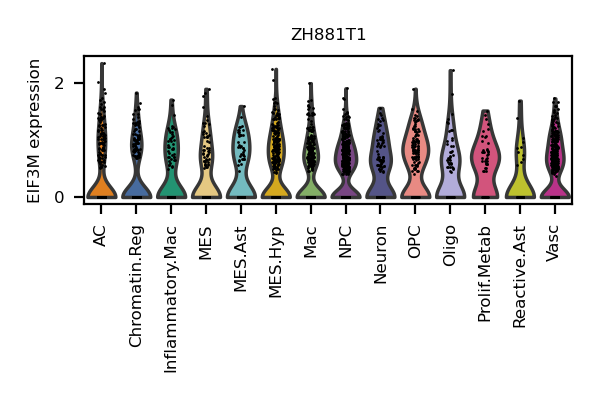 ZH881T1
EIF3M expression
2
0
AC
Chromatin.Reg
Inflammatory.Mac
MES
MES.Ast
MES.Hyp
Mac
NPC
Neuron
OPC
Oligo
Prolif.Metab
Reactive.Ast
Vasc